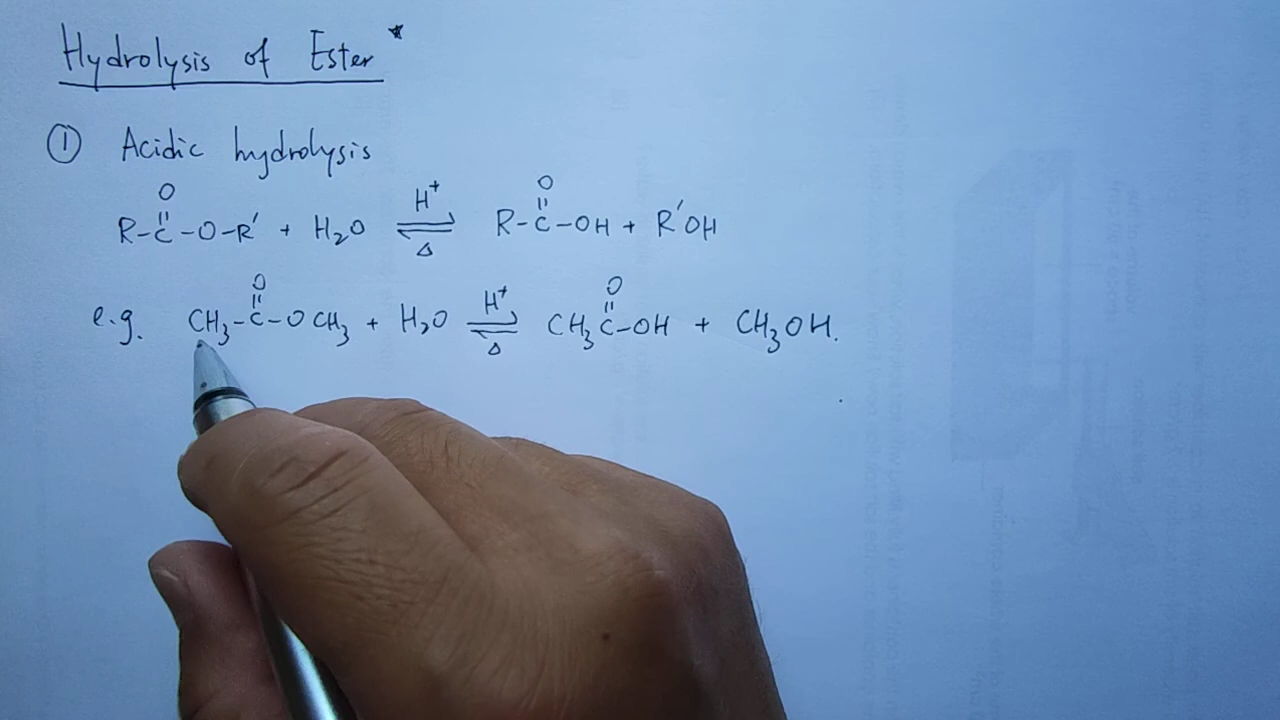 Hydrolysis of Ester *
① Acidic hydrolysis
O O
R-C-O-R' + H₂O ⇌ H⁺ Δ R-C-OH + R'OH
O O
e.g. CH₃-C-OCH₃ + H₂O ⇌ H⁺ Δ CH₃C-OH + CH₃OH.